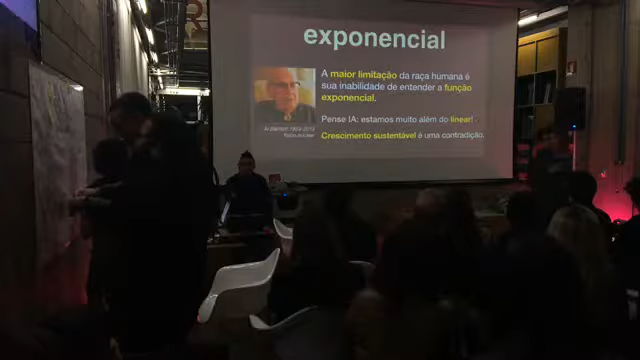 exponencial
A maior limitação da raça humana é
sua inabilidade de entender a função
exponencial.
Pense IA: estamos muito além do linear!
Crescimento sustentável é uma contradição.